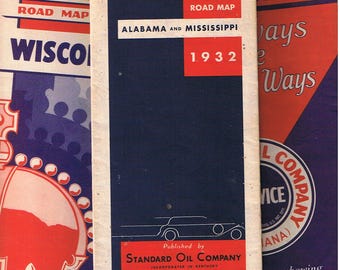 ROAD MAP
WISCO
ROAD MAP
ALABAMA AND MISSISSIPPI
1932
Published by
STANDARD OIL COMPANY
INCORPORATED IN KENTUCKY
ways
Ways
COMPANY
VICE
IANA)